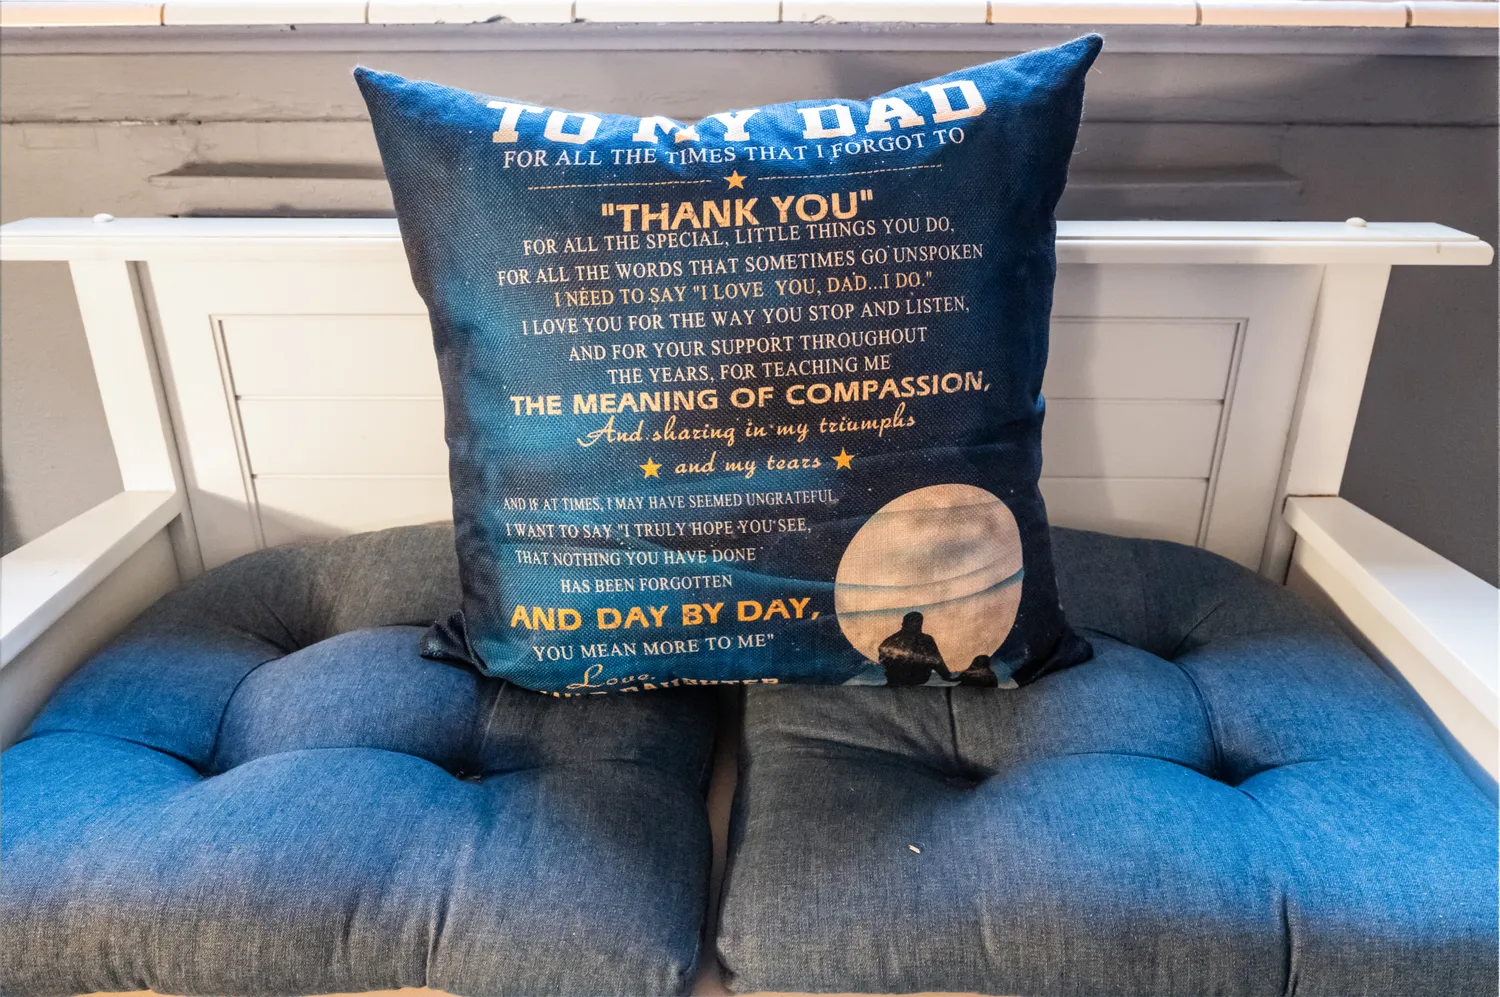 TO MY DAD
FOR ALL THE TIMES THAT I FORGOT TO
"THANK YOU"
FOR ALL THE SPECIAL, LITTLE THINGS YOU DO,
FOR ALL THE WORDS THAT SOMETIMES GO UNSPOKEN
I NEED TO SAY "I LOVE YOU, DAD...I DO."
I LOVE YOU FOR THE WAY YOU STOP AND LISTEN,
AND FOR YOUR SUPPORT THROUGHOUT
THE YEARS, FOR TEACHING ME
THE MEANING OF COMPASSION,
And sharing in my triumphs
and my tears
AND IF AT TIMES, I MAY HAVE SEEMED UNGRATEFUL,
I WANT TO SAY "I TRULY HOPE YOU SEE,
THAT NOTHING YOU HAVE DONE
HAS BEEN FORGOTTEN
AND DAY BY DAY,
YOU MEAN MORE TO ME"
Love,
DAUGHTER